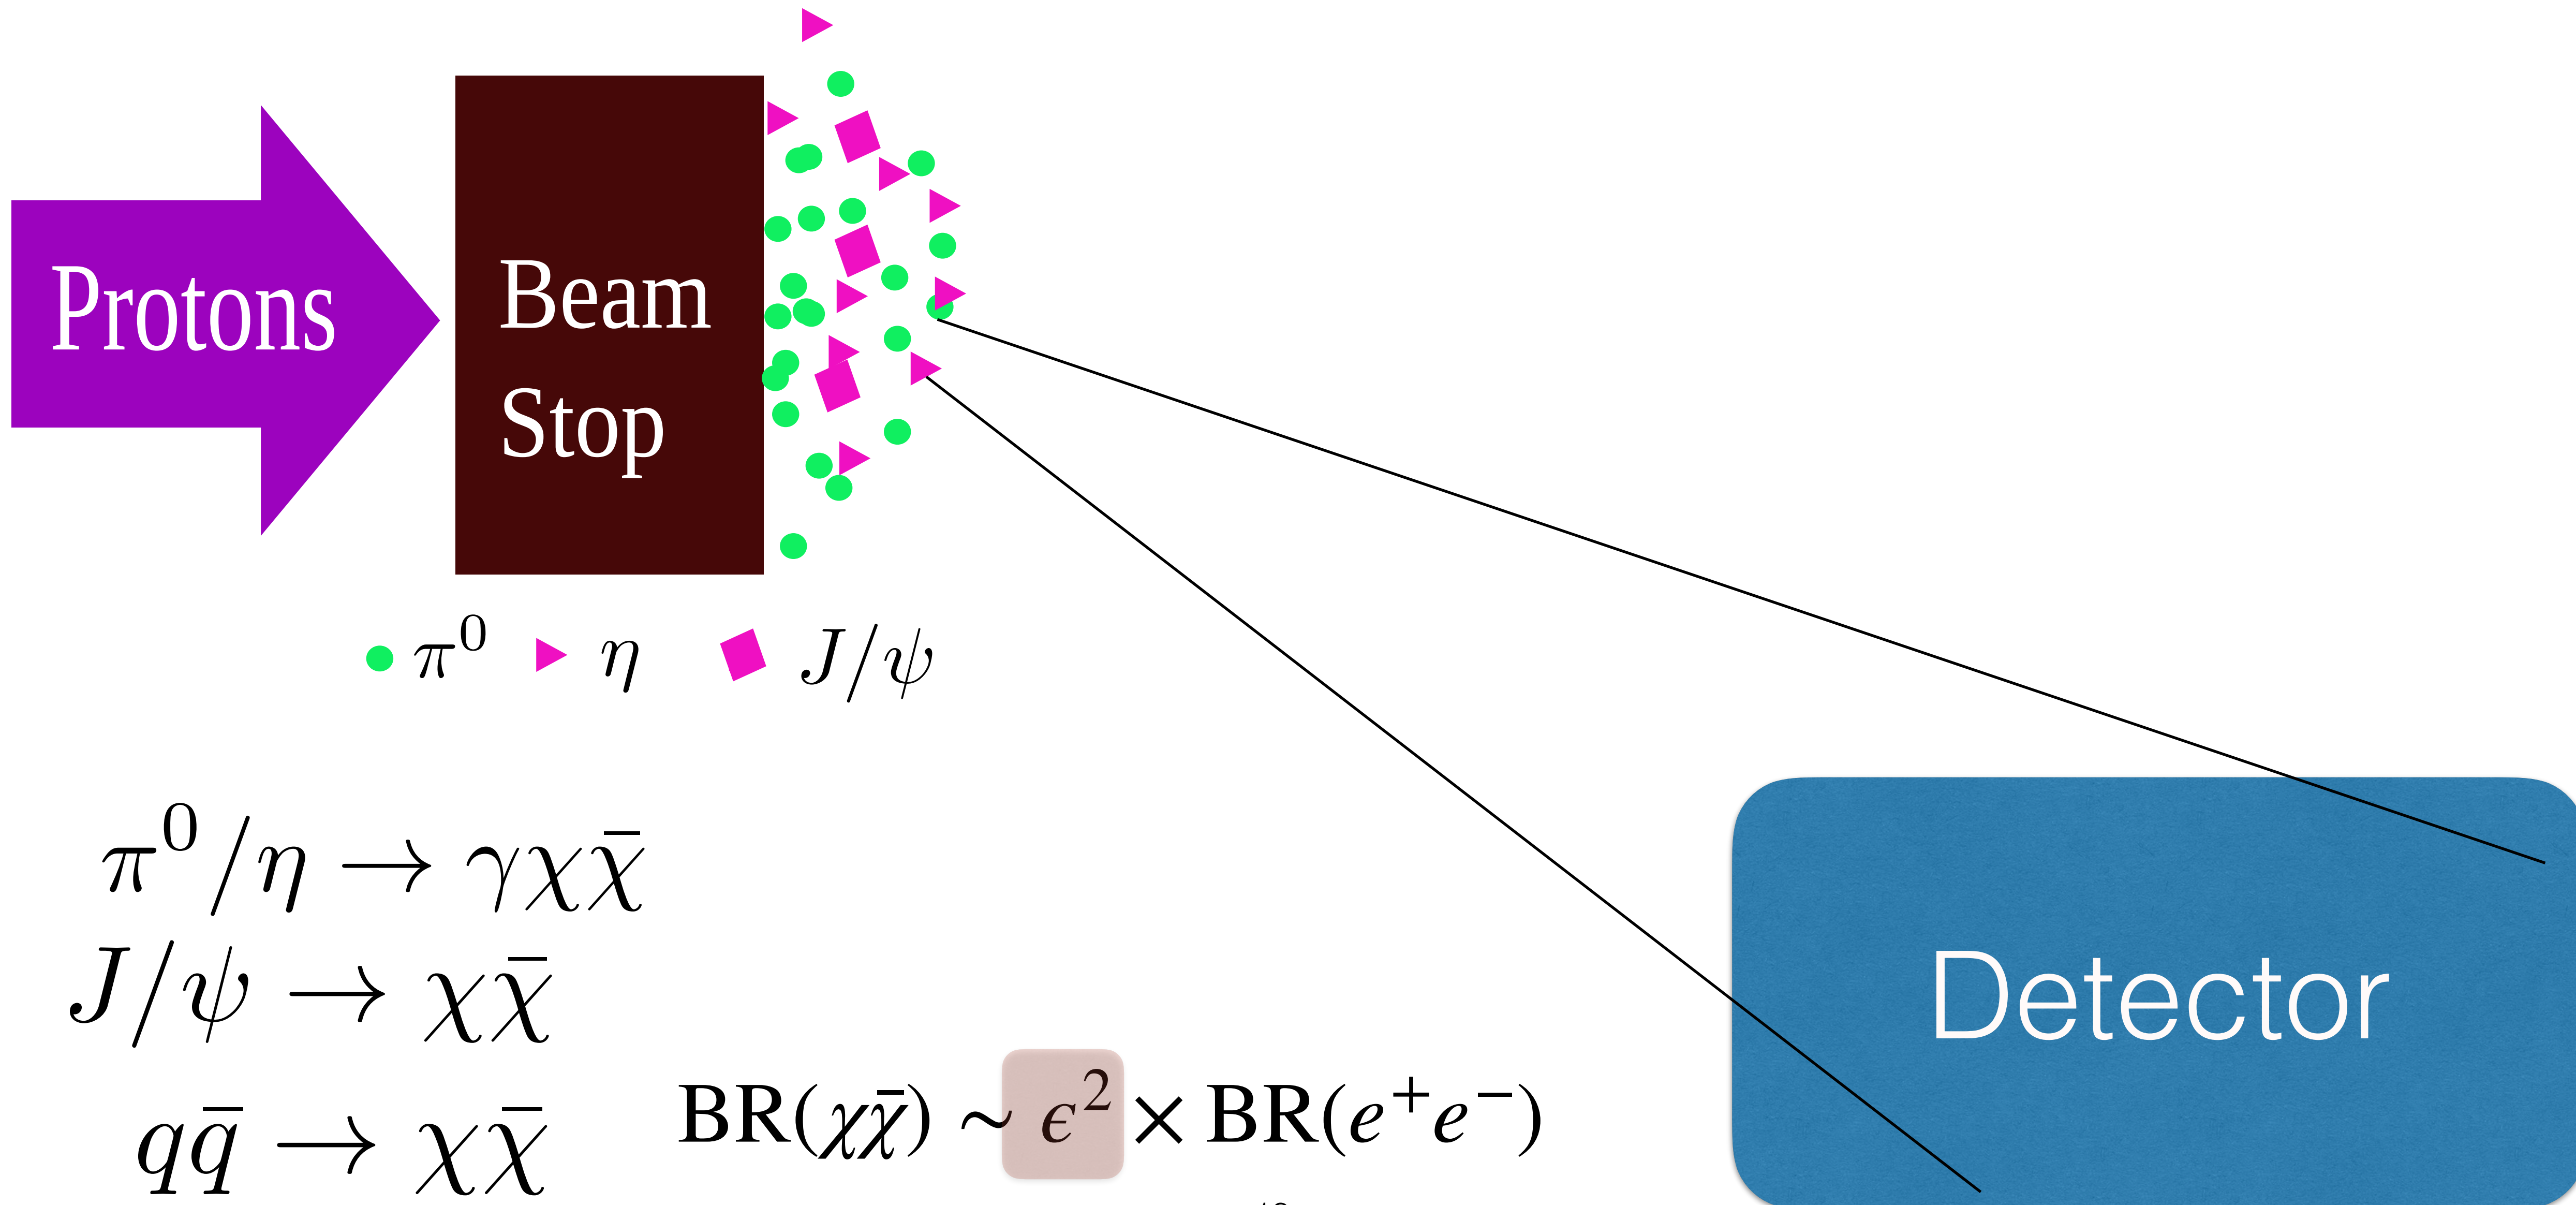 Protons
Beam
Stop
π⁰ η J/ψ
π⁰/η → γχχ̄
J/ψ → χχ̄
qq̄ → χχ̄
BR(χχ̄) ~ ϵ² × BR(e⁺e⁻)
Detector